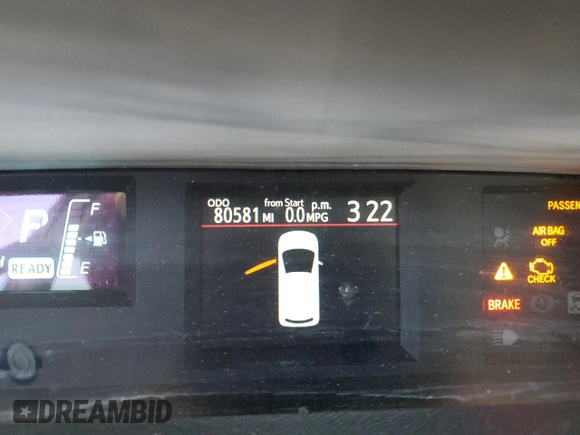 ODO from Start p.m.
80581 MI 0.0 MPG 3 22
PASSEN
F
P
AIR BAG
OFF
READY
E
CHECK
BRAKE
DREAMBID